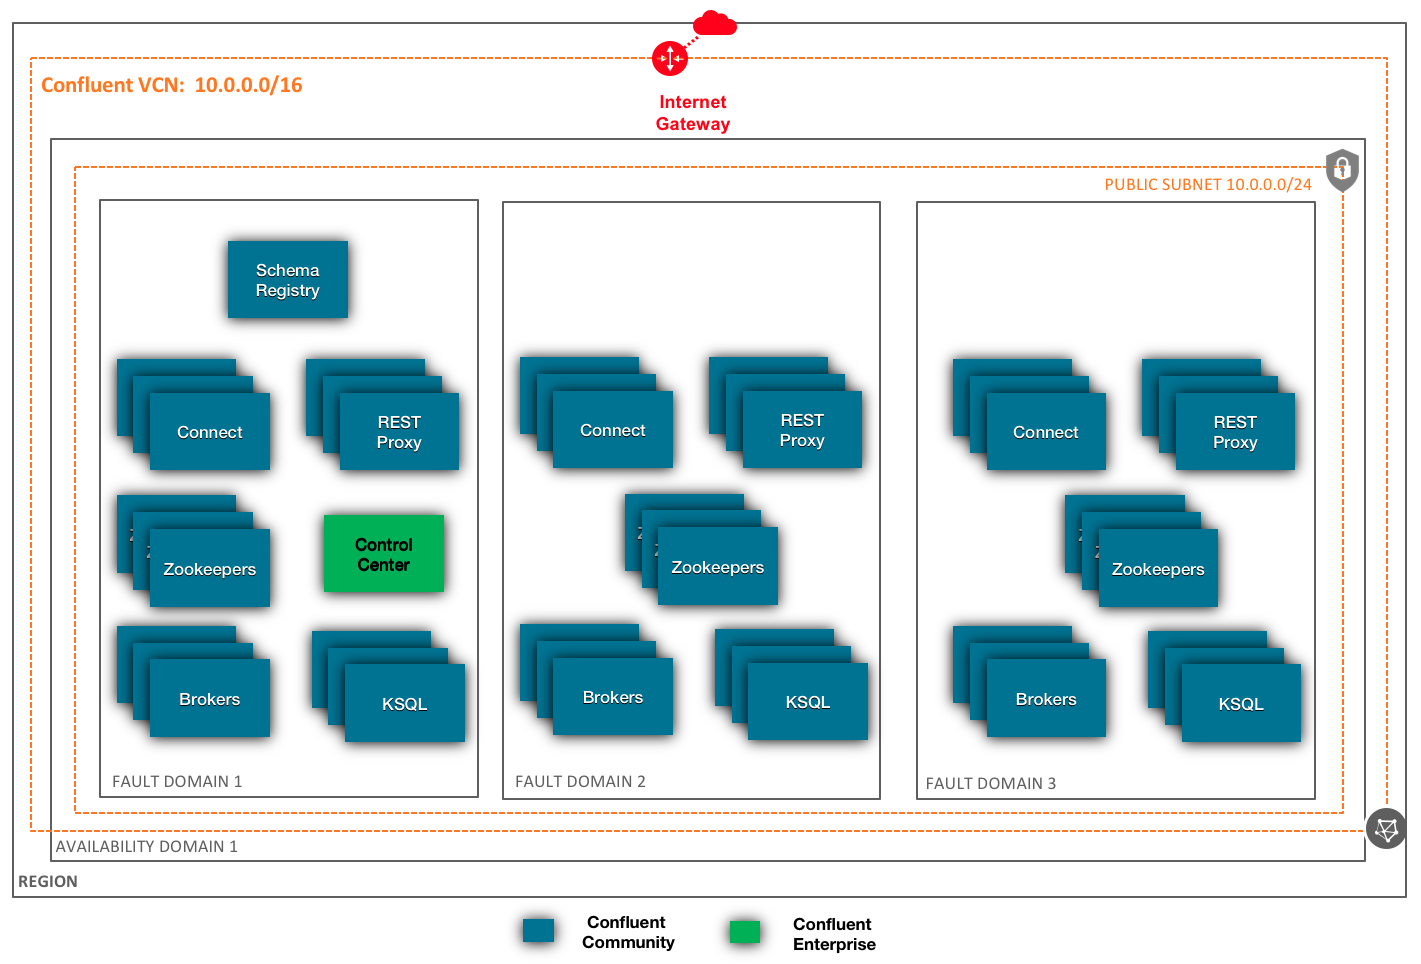 Confluent VCN:  10.0.0.0/16
Internet
Gateway
PUBLIC SUBNET 10.0.0.0/24
Schema
Registry
Connect
REST
Proxy
Z
Z
Zookeepers
Control
Center
Brokers
KSQL
FAULT DOMAIN 1
Connect
REST
Proxy
Z
Z
Zookeepers
Brokers
KSQL
FAULT DOMAIN 2
Connect
REST
Proxy
Z
Z
Zookeepers
Brokers
KSQL
FAULT DOMAIN 3
AVAILABILITY DOMAIN 1
REGION
Confluent
Community
Confluent
Enterprise